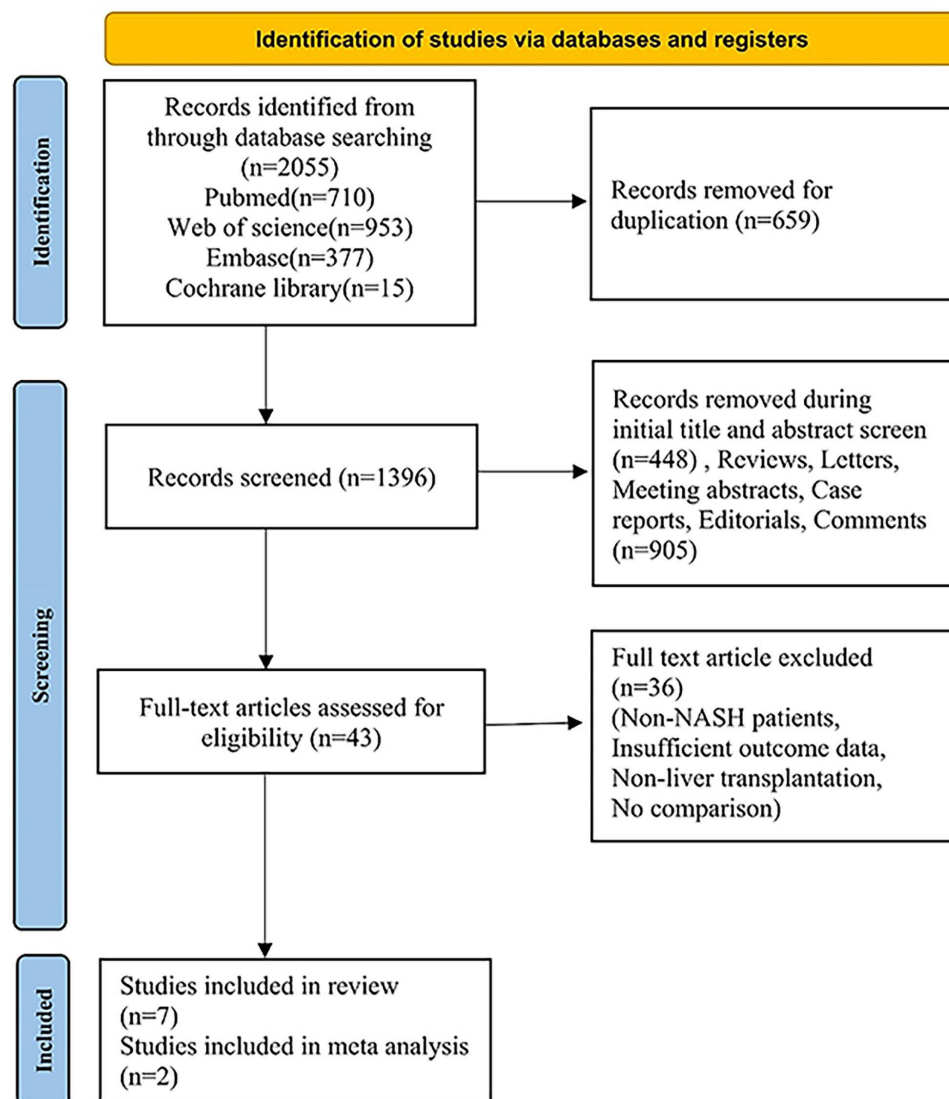 Identification of studies via databases and registers
Identification
Records identified from
through database searching
(n=2055)
Pubmed(n=710)
Web of science(n=953)
Embase(n=377)
Cochrane library(n=15)
Records removed for
duplication (n=659)
Screening
Records screened (n=1396)
Records removed during
initial title and abstract screen
(n=448) , Reviews, Letters,
Meeting abstracts, Case
reports, Editorials, Comments
(n=905)
Full-text articles assessed for
eligibility (n=43)
Full text article excluded
(n=36)
(Non-NASH patients,
Insufficient outcome data,
Non-liver transplantation,
No comparison)
Included
Studies included in review
(n=7)
Studies included in meta analysis
(n=2)